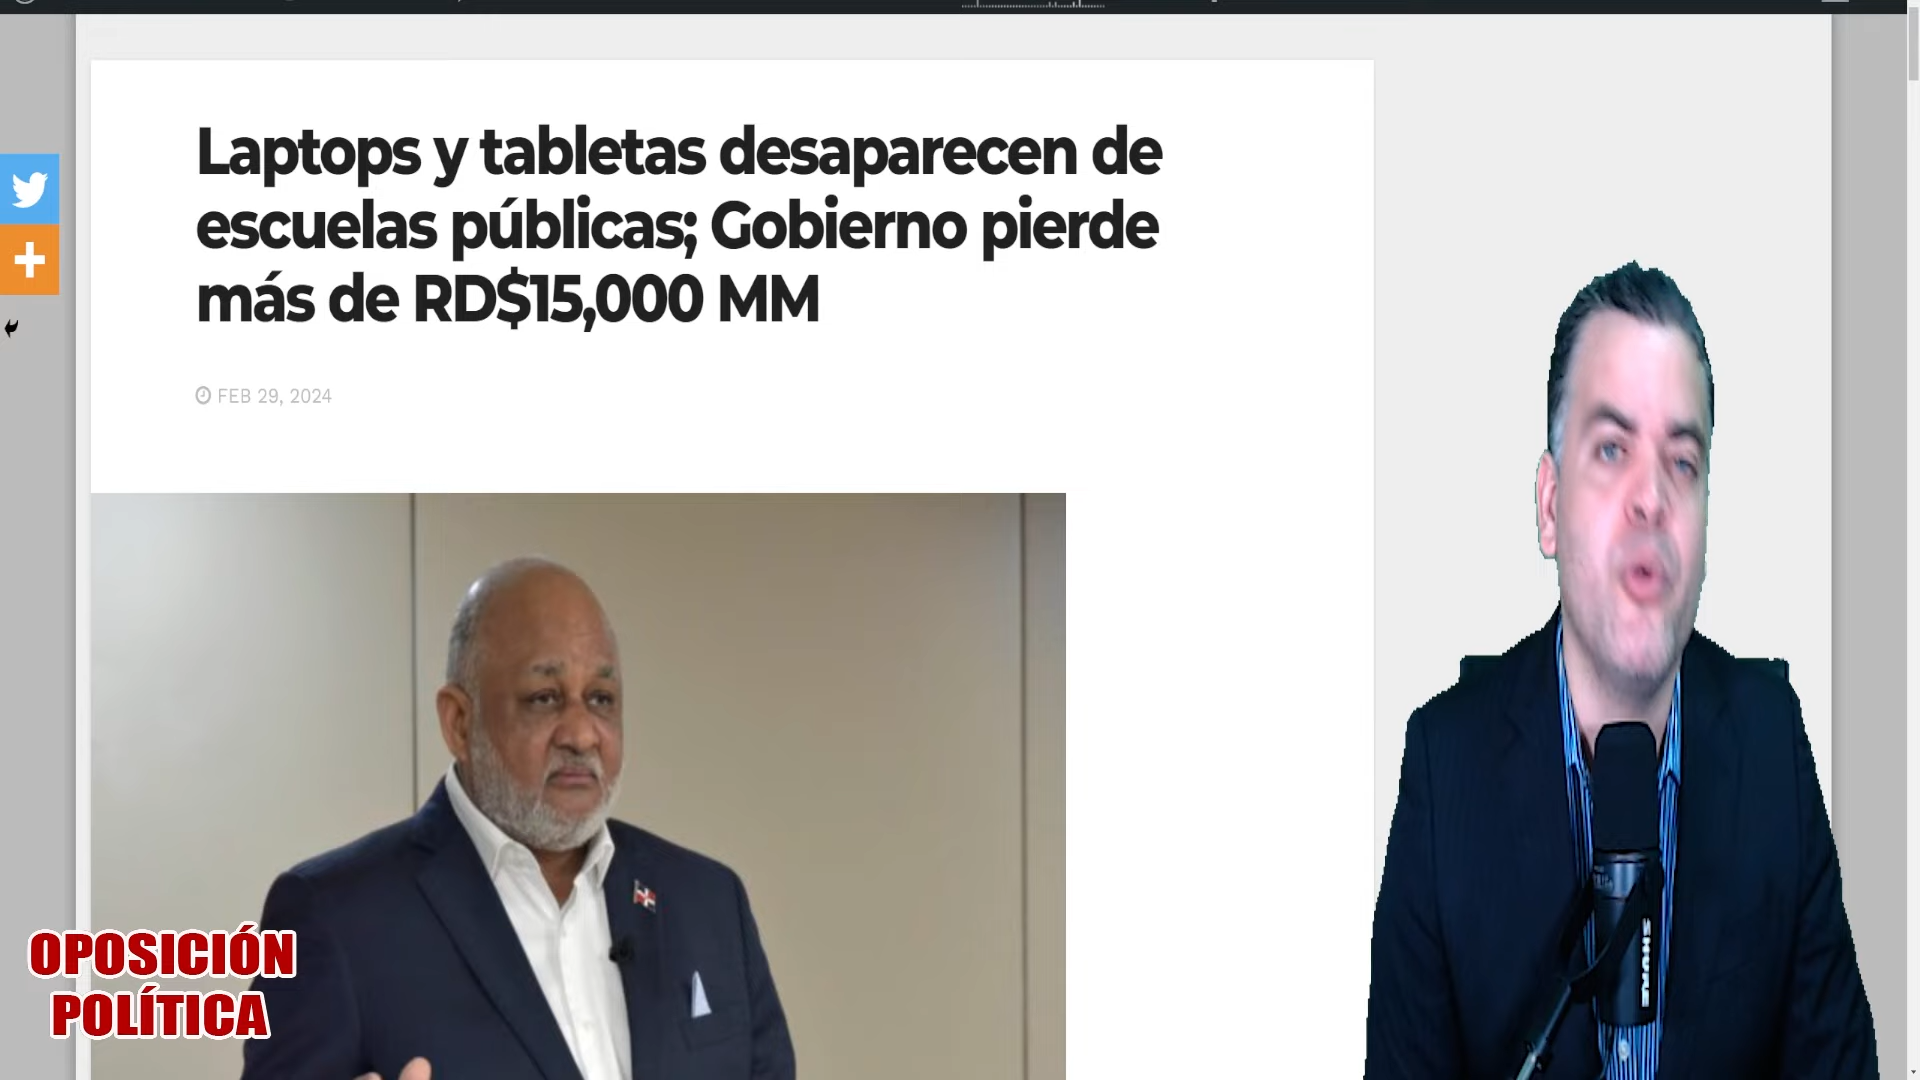 Laptops y tabletas desaparecen de
escuelas públicas; Gobierno pierde
más de RD$15,000 MM
FEB 29, 2024
OPOSICIÓN
POLÍTICA
SHURE